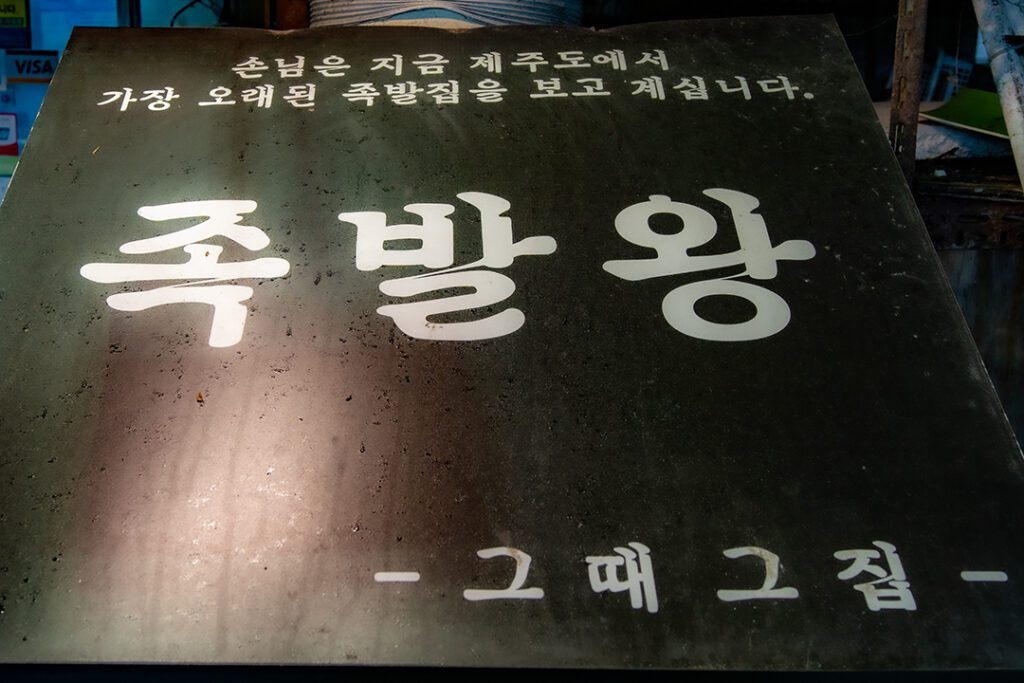 VISA
손님은 지금 제주도에서
가장 오래된 족발집을 보고 계십니다.
족발왕
- 그때 그집 -